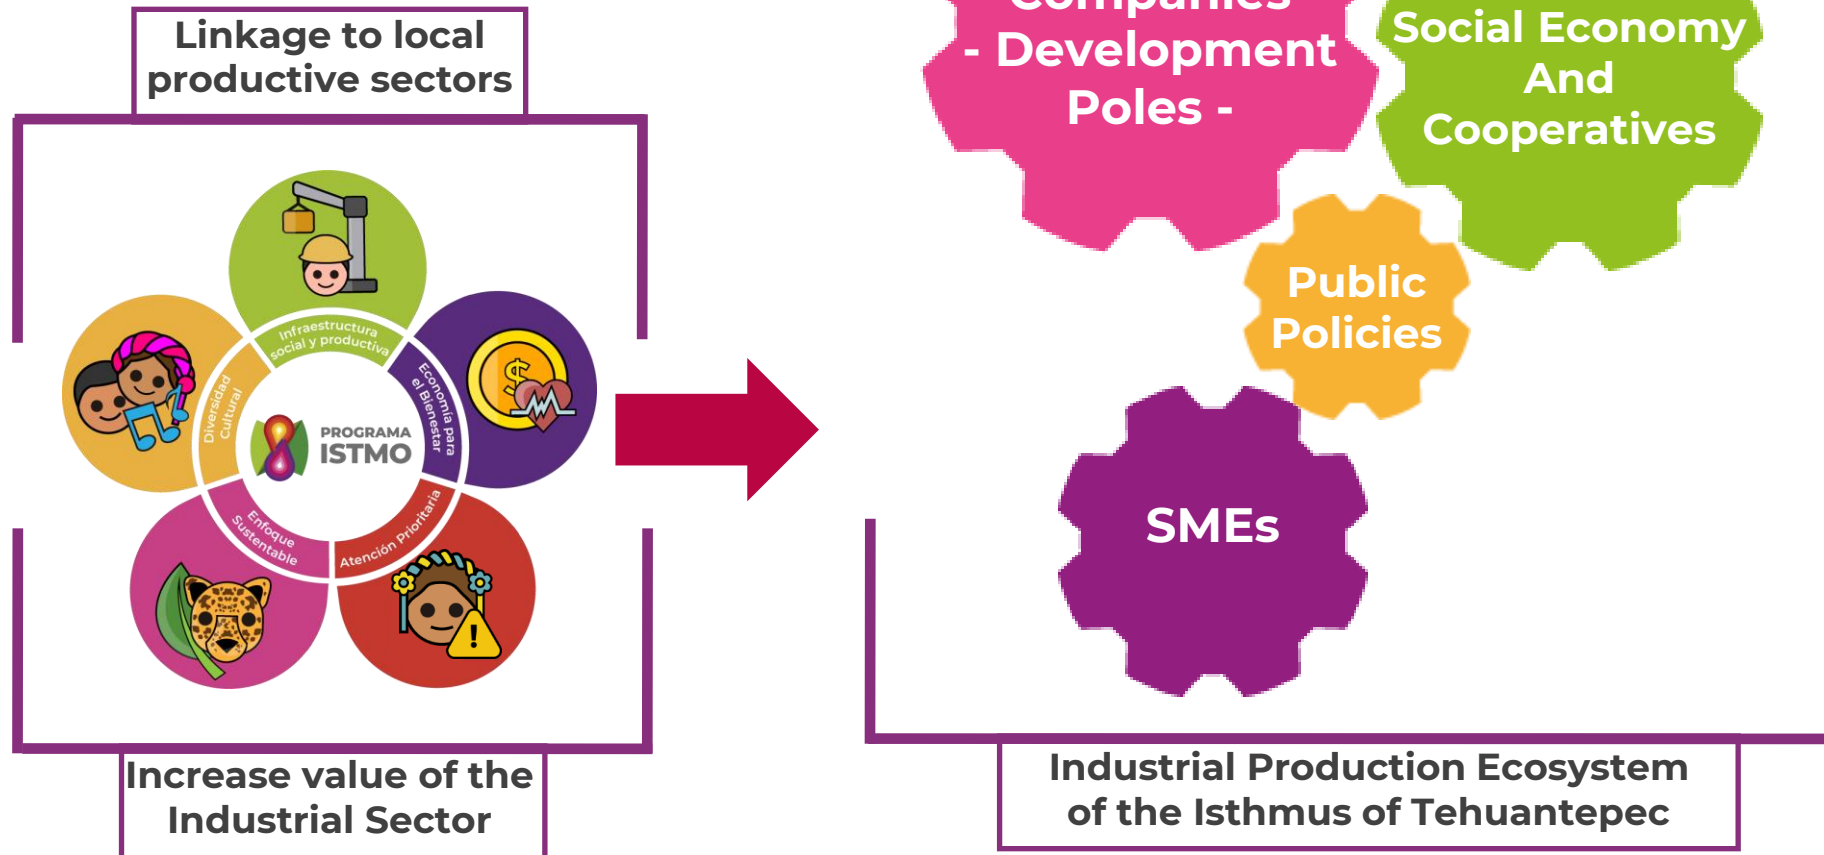 Linkage to local
productive sectors
Infraestructura
social y productiva
Economía para
el Bienestar
Atención Prioritaria
Enfoque
Sustentable
Diversidad
Cultural
PROGRAMA
ISTMO
$
!
Increase value of the
Industrial Sector
Companies
- Development
Poles -
Social Economy
And
Cooperatives
Public
Policies
SMEs
Industrial Production Ecosystem
of the Isthmus of Tehuantepec